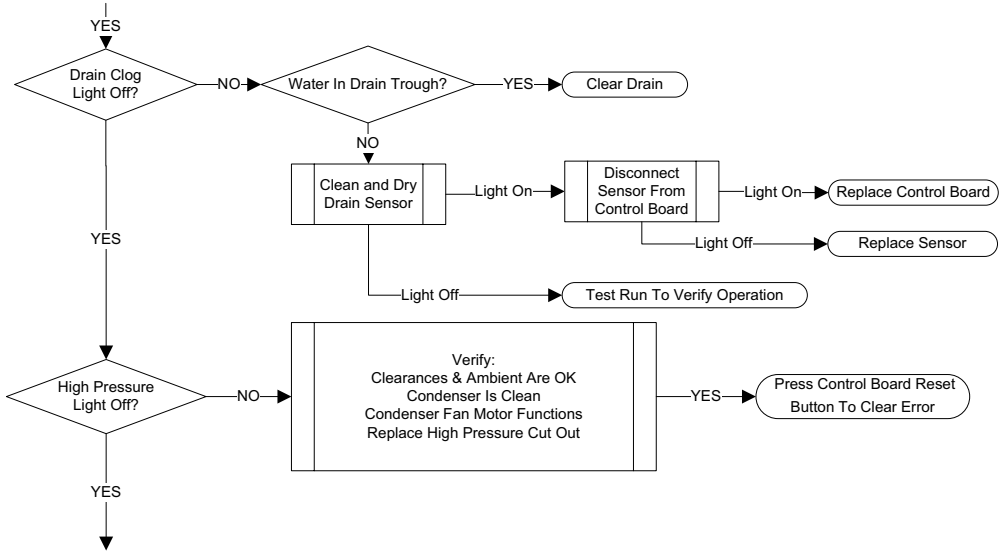 YES
Drain Clog
Light Off?
NO
Water In Drain Trough?
YES
Clear Drain
NO
Clean and Dry
Drain Sensor
Light On
Disconnect
Sensor From
Control Board
Light On
Replace Control Board
Light Off
Replace Sensor
YES
Light Off
Test Run To Verify Operation
High Pressure
Light Off?
NO
Verify:
Clearances & Ambient Are OK
Condenser Is Clean
Condenser Fan Motor Functions
Replace High Pressure Cut Out
YES
Press Control Board Reset
Button To Clear Error
YES